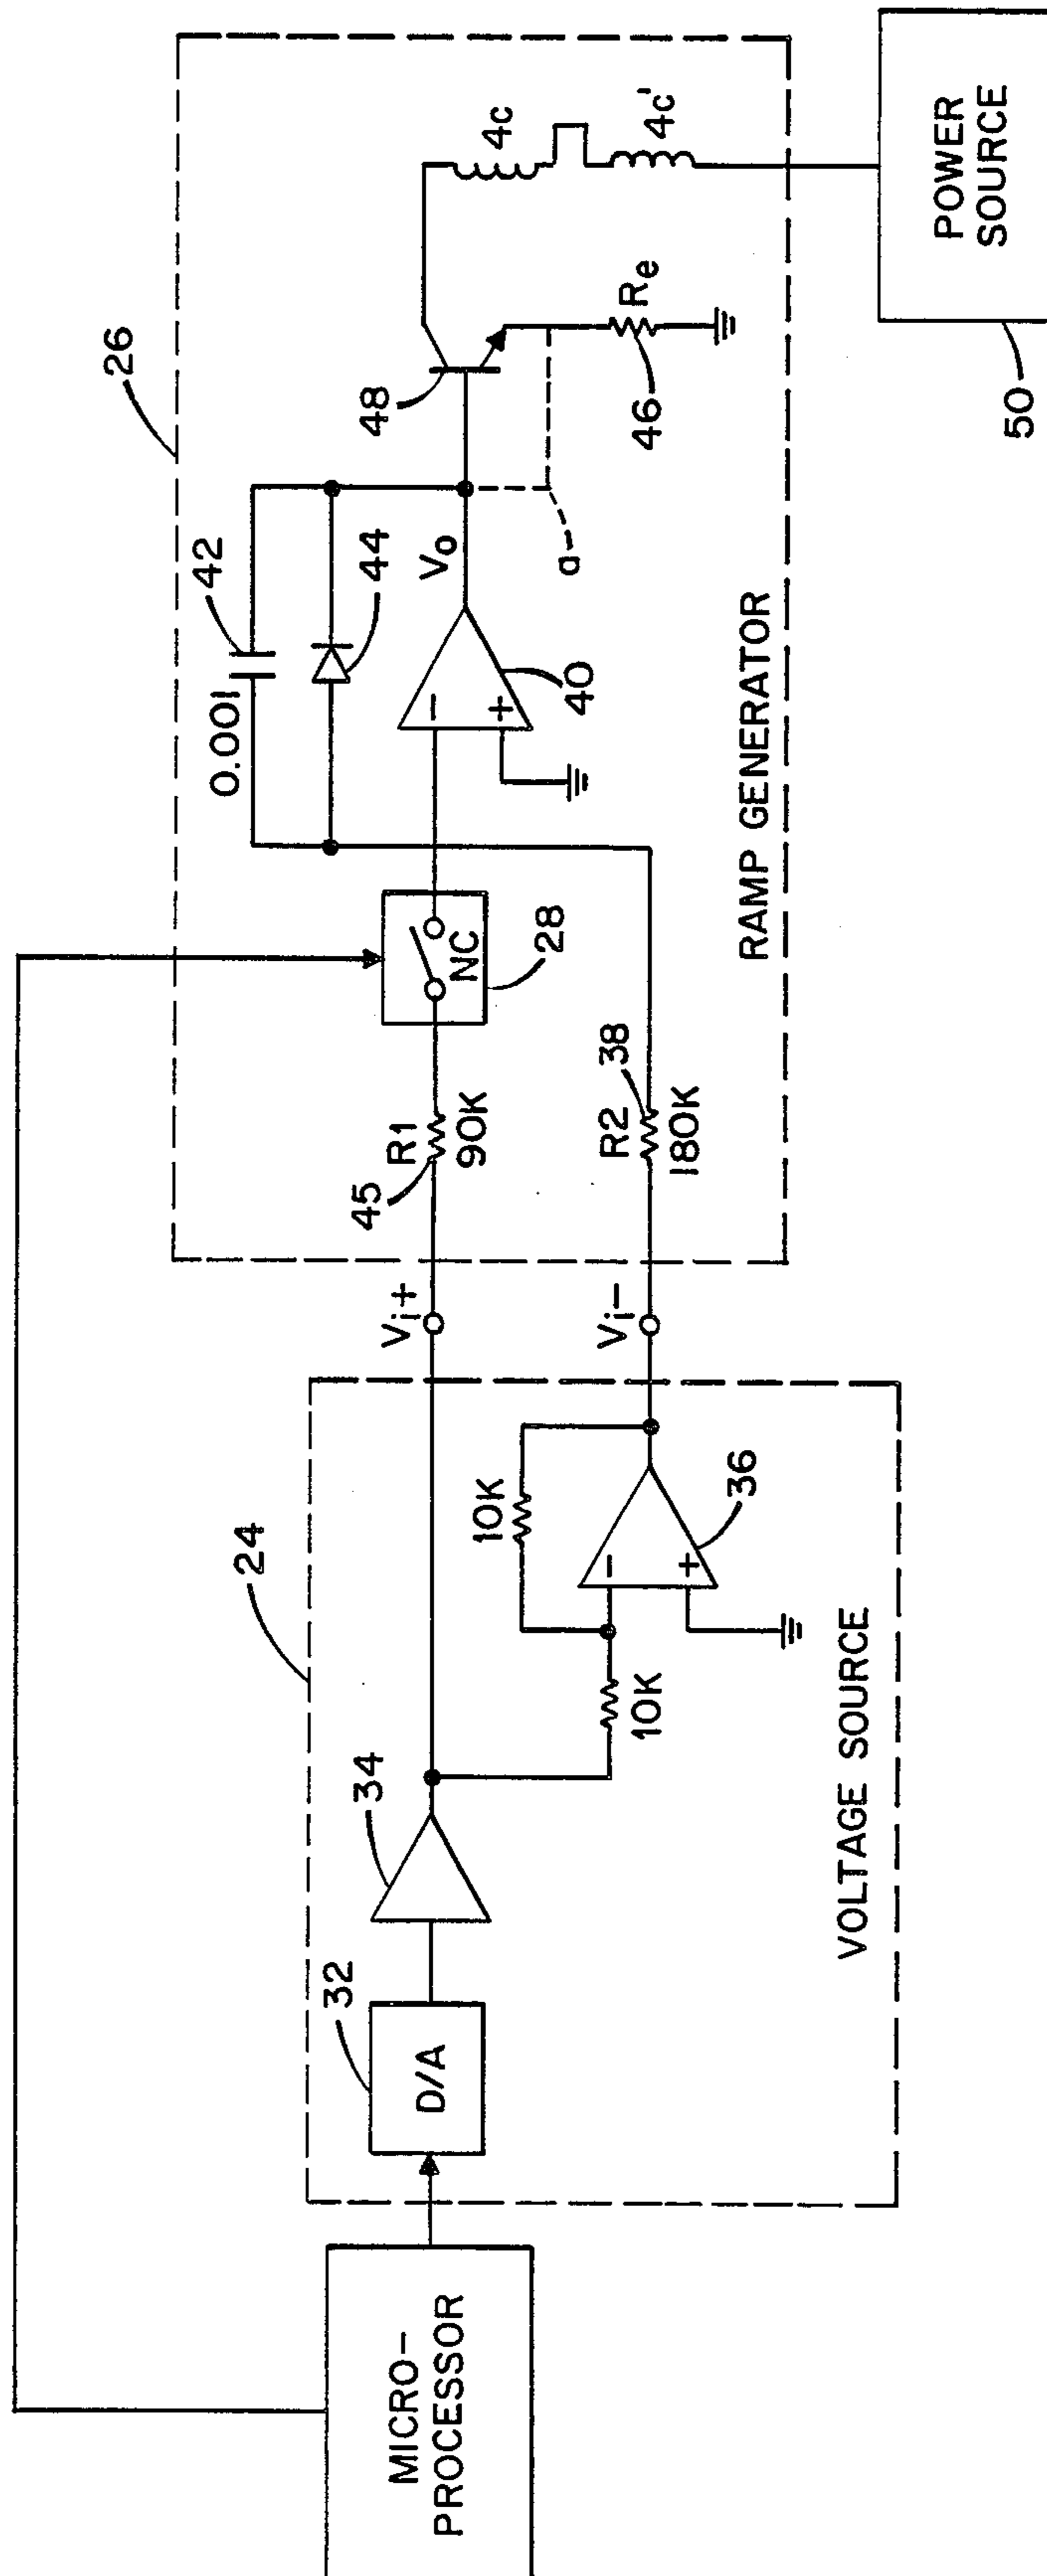 MICRO-
PROCESSOR
24
32
D/A
34
10K
10K
-
+
36
VOLTAGE SOURCE
Vi+
Vi-
26
45
R1
90K
R2
38
180K
NC
28
0.001
42
44
-
+
40
Vo
a
48
46
Re
4c
4c'
RAMP GENERATOR
50
POWER
SOURCE